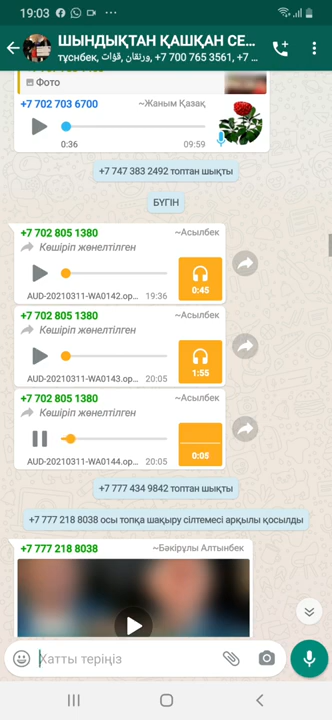 19:03
ШЫНДЫҚТАН ҚАШҚАН СЕ...
тұснбек, ورنقان, قۇات, +7 700 765 3561, +7 ...
Фото
+7 702 703 6700 ~Жаным Қазақ
0:36 09:59
+7 747 383 2492 топтан шықты
БҮГІН
+7 702 805 1380 ~Асылбек
Көшіріп жөнелтілген
0:45
AUD-20210311-WA0142.op... 19:36
+7 702 805 1380 ~Асылбек
Көшіріп жөнелтілген
1:55
AUD-20210311-WA0143.op... 20:05
+7 702 805 1380 ~Асылбек
Көшіріп жөнелтілген
0:05
AUD-20210311-WA0144.op... 20:05
+7 777 434 9842 топтан шықты
+7 777 218 8038 осы топқа шақыру сілтемесі арқылы қосылды
+7 777 218 8038 ~Бәкірұлы Алтынбек
Хатты теріңіз